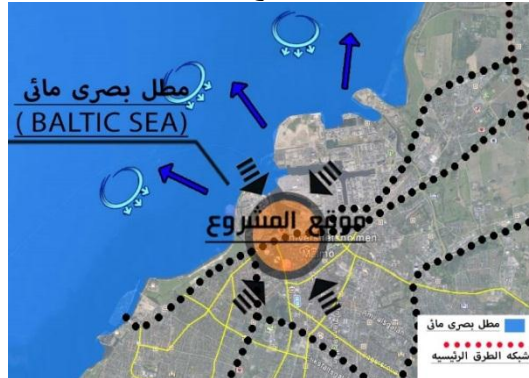 مطل بصرى مائى
( BALTIC SEA)
موقع المشروع
مطل بصرى مائى
شبكه الطرق الرئيسيه